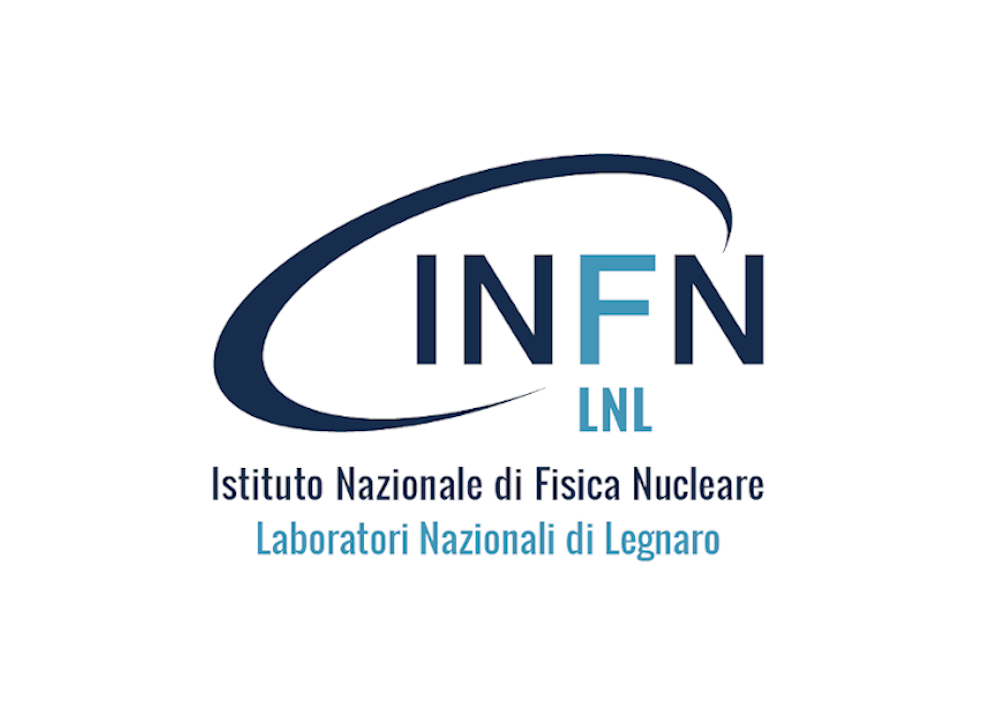 INFN
LNL
Istituto Nazionale di Fisica Nucleare
Laboratori Nazionali di Legnaro